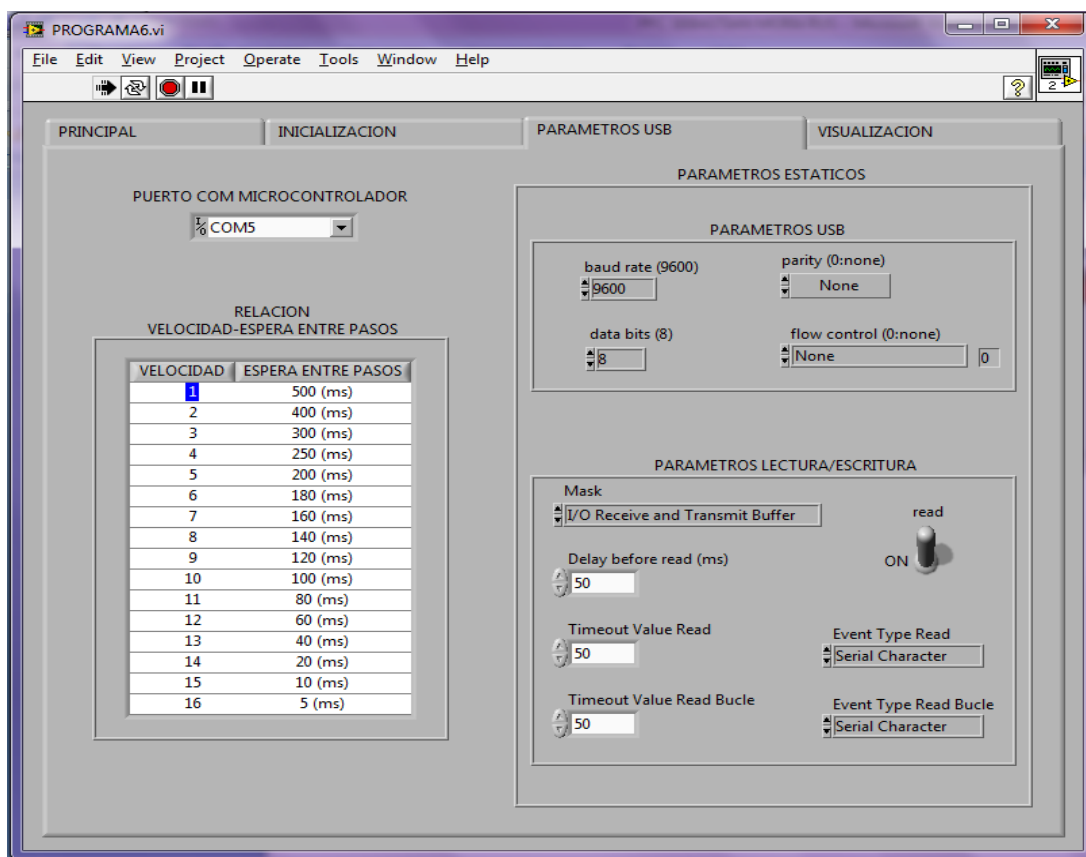 PROGRAMA6.vi
File Edit View Project Operate Tools Window Help
2
PRINCIPAL INICIALIZACION PARAMETROS USB VISUALIZACION
PUERTO COM MICROCONTROLADOR
I/O COM5
RELACION
VELOCIDAD-ESPERA ENTRE PASOS
VELOCIDAD ESPERA ENTRE PASOS
1 500 (ms)
2 400 (ms)
3 300 (ms)
4 250 (ms)
5 200 (ms)
6 180 (ms)
7 160 (ms)
8 140 (ms)
9 120 (ms)
10 100 (ms)
11 80 (ms)
12 60 (ms)
13 40 (ms)
14 20 (ms)
15 10 (ms)
16 5 (ms)
PARAMETROS ESTATICOS
PARAMETROS USB
baud rate (9600) parity (0:none)
9600 None
data bits (8) flow control (0:none)
8 None 0
PARAMETROS LECTURA/ESCRITURA
Mask
I/O Receive and Transmit Buffer
read
ON
Delay before read (ms)
50
Timeout Value Read
50
Event Type Read
Serial Character
Timeout Value Read Bucle
50
Event Type Read Bucle
Serial Character